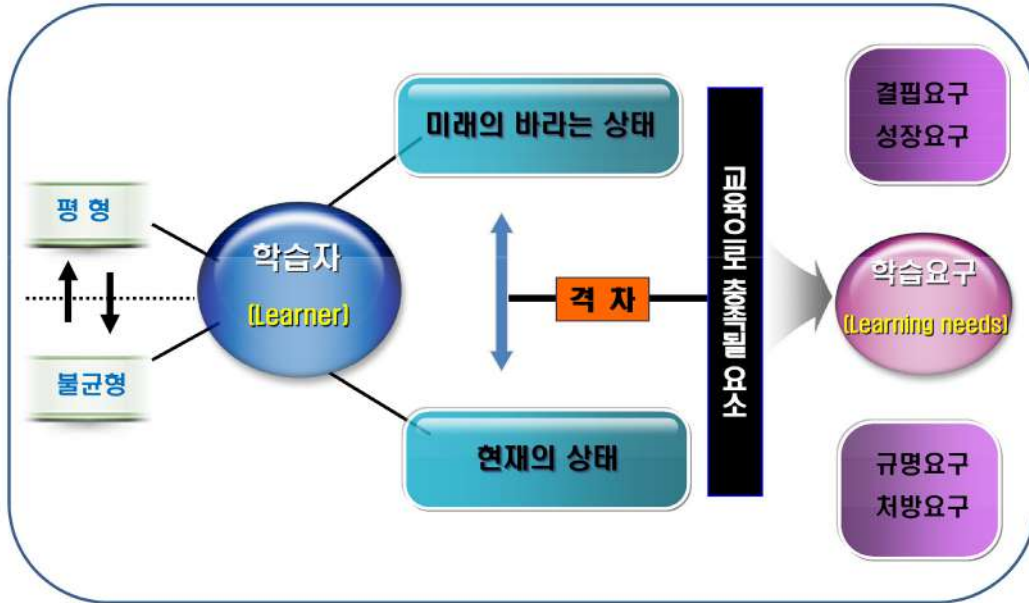 미래의 바라는 상태
결핍요구
성장요구
평 형
학습자
(Learner)
격 차
교육으로 충족될 요소
학습요구
(Learning needs)
불균형
현재의 상태
규명요구
처방요구